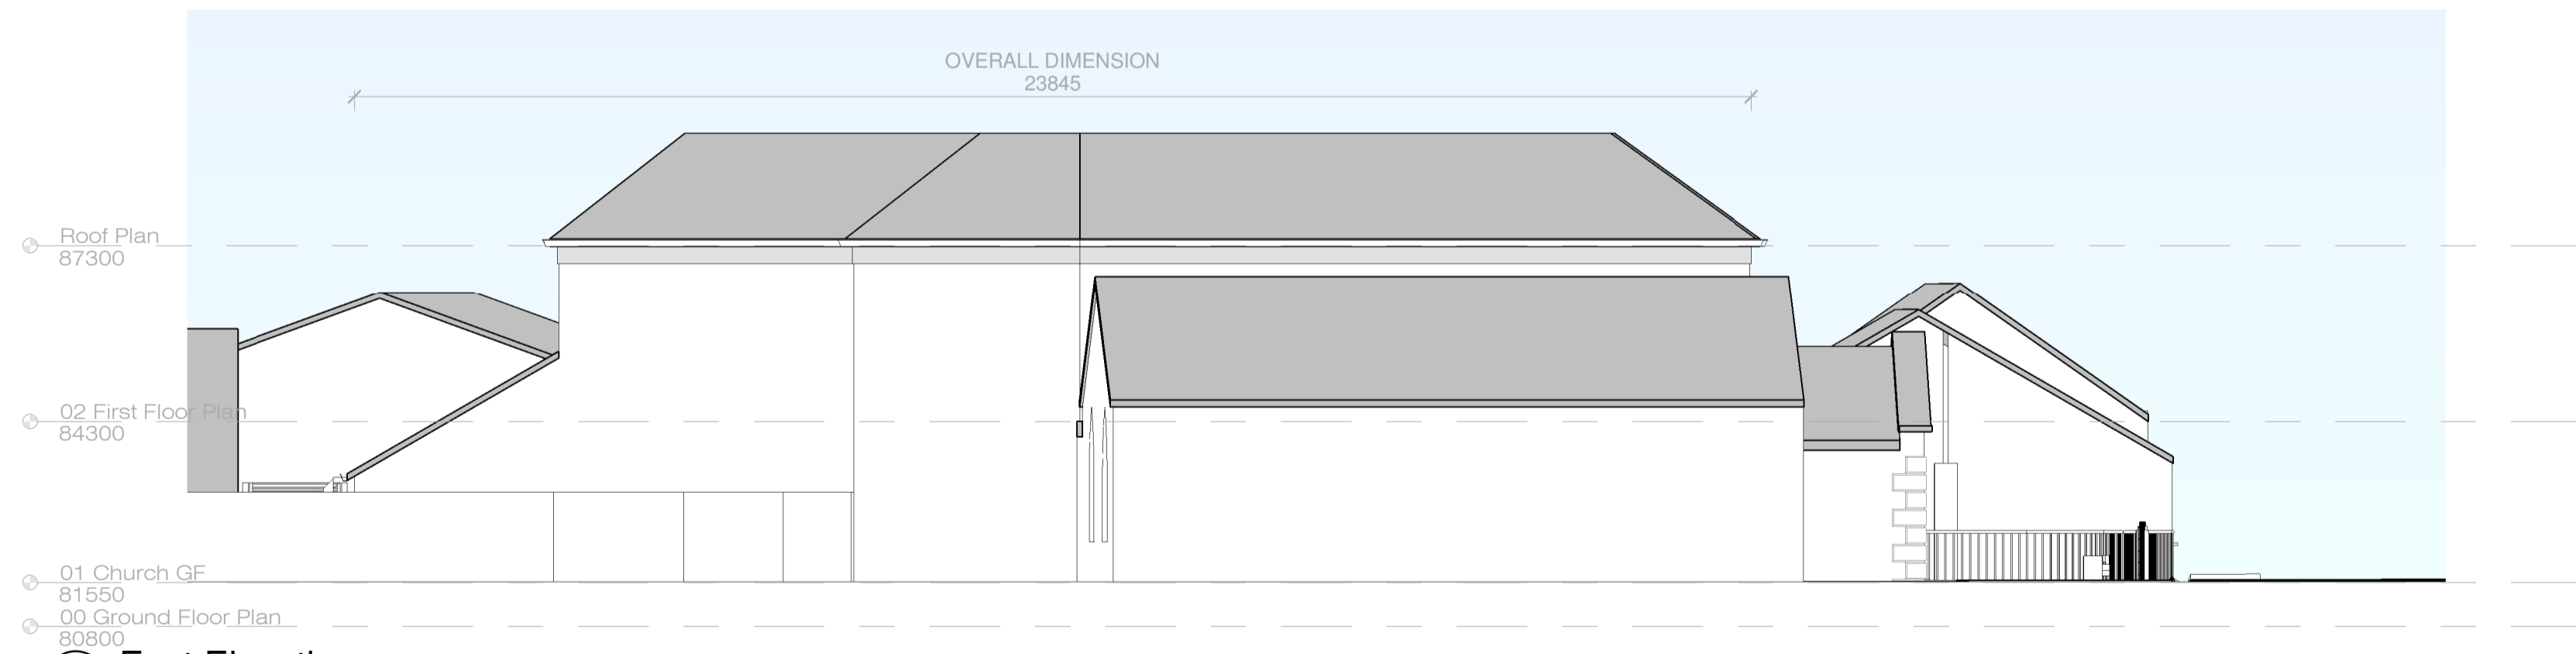 OVERALL DIMENSION
23845
Roof Plan
87300
02 First Floor Plan
84300
01 Church GF
81550
00 Ground Floor Plan
80800